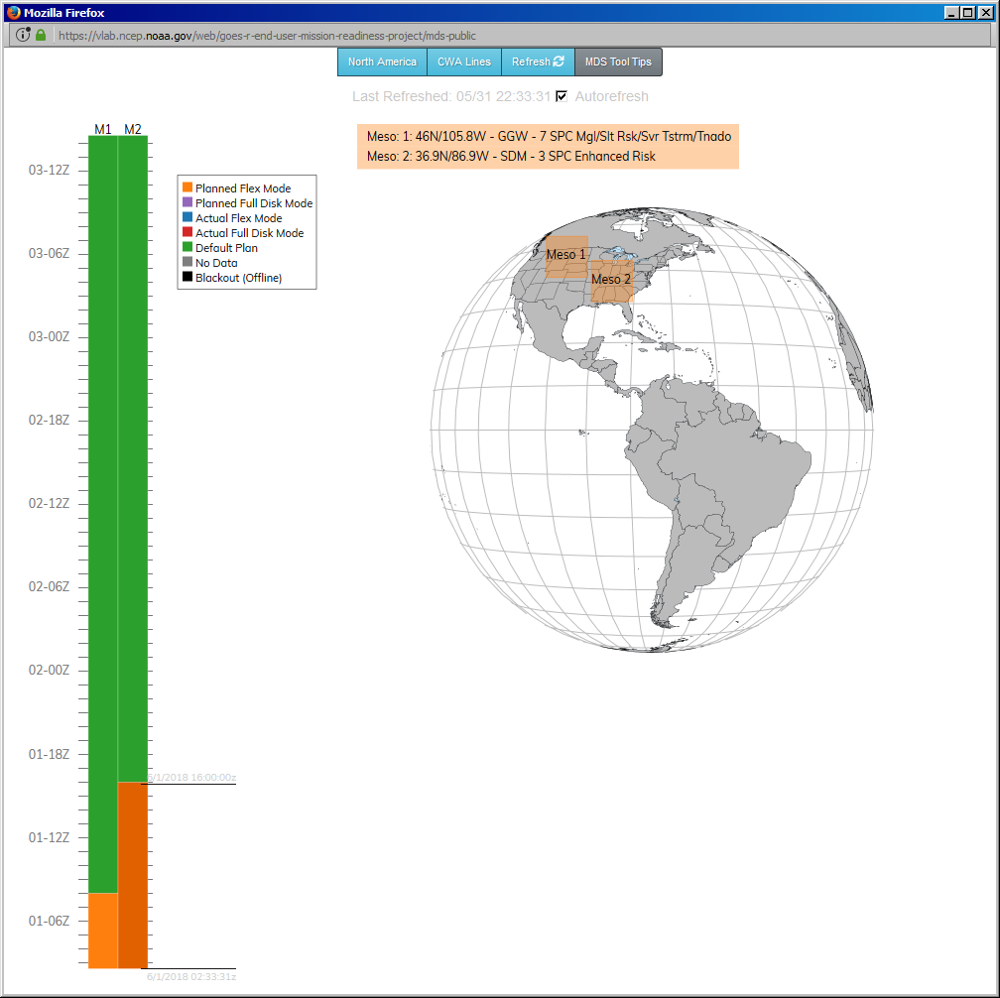 Mozilla Firefox
https://vlab.ncep.noaa.gov/web/goes-r-end-user-mission-readiness-project/mds-public
North America CWA Lines Refresh MDS Tool Tips
Last Refreshed: 05/31 22:33:31 Autorefresh
M1 M2
Meso: 1: 46N/105.8W - GGW - 7 SPC Mgl/Slt Rsk/Svr Tstrm/Tnado
Meso: 2: 36.9N/86.9W - SDM - 3 SPC Enhanced Risk
03-12Z
Planned Flex Mode
Planned Full Disk Mode
Actual Flex Mode
Actual Full Disk Mode
Default Plan
No Data
Blackout (Offline)
03-06Z
Meso 1
Meso 2
03-00Z
02-18Z
02-12Z
02-06Z
02-00Z
01-18Z
6/1/2018 16:00:00z
01-12Z
01-06Z
6/1/2018 02:33:31z